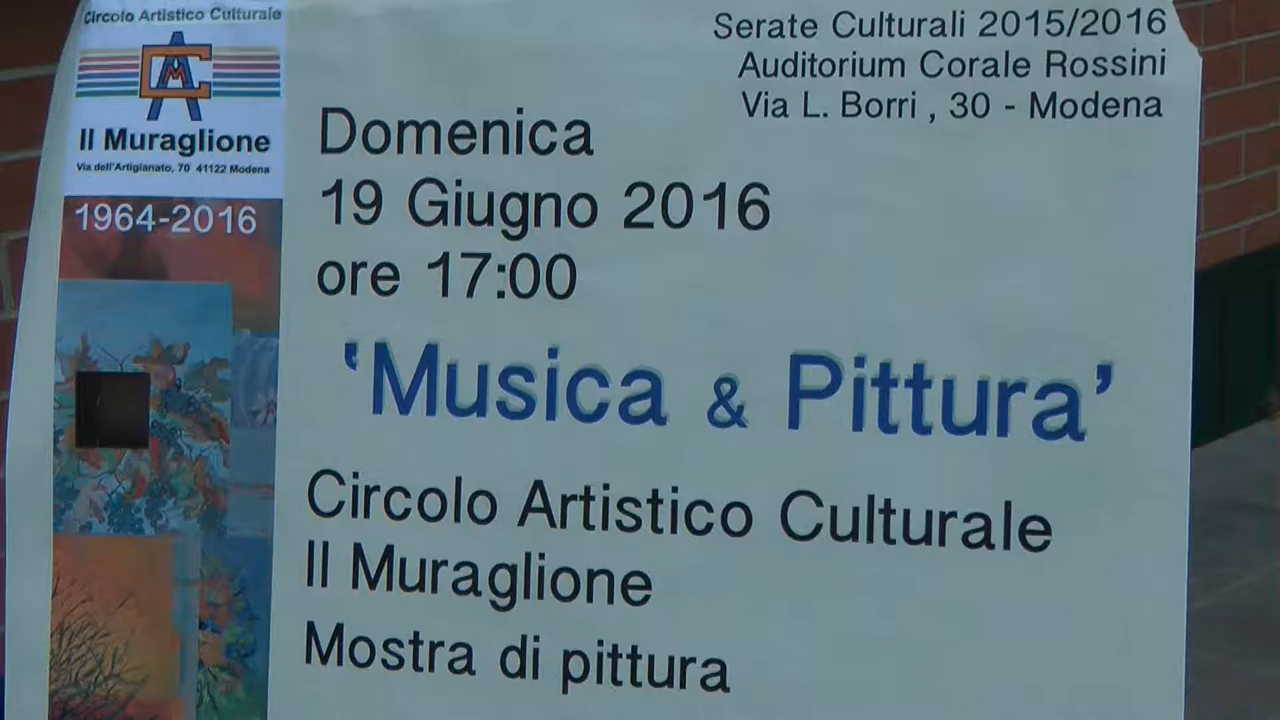 Circolo Artistico Culturale
CAM
Il Muraglione
Via dell'Artigianato, 70 41122 Modena
1964-2016
Serate Culturali 2015/2016
Auditorium Corale Rossini
Via L. Borri , 30 - Modena
Domenica
19 Giugno 2016
ore 17:00
‘Musica & Pittura’
Circolo Artistico Culturale
Il Muraglione
Mostra di pittura